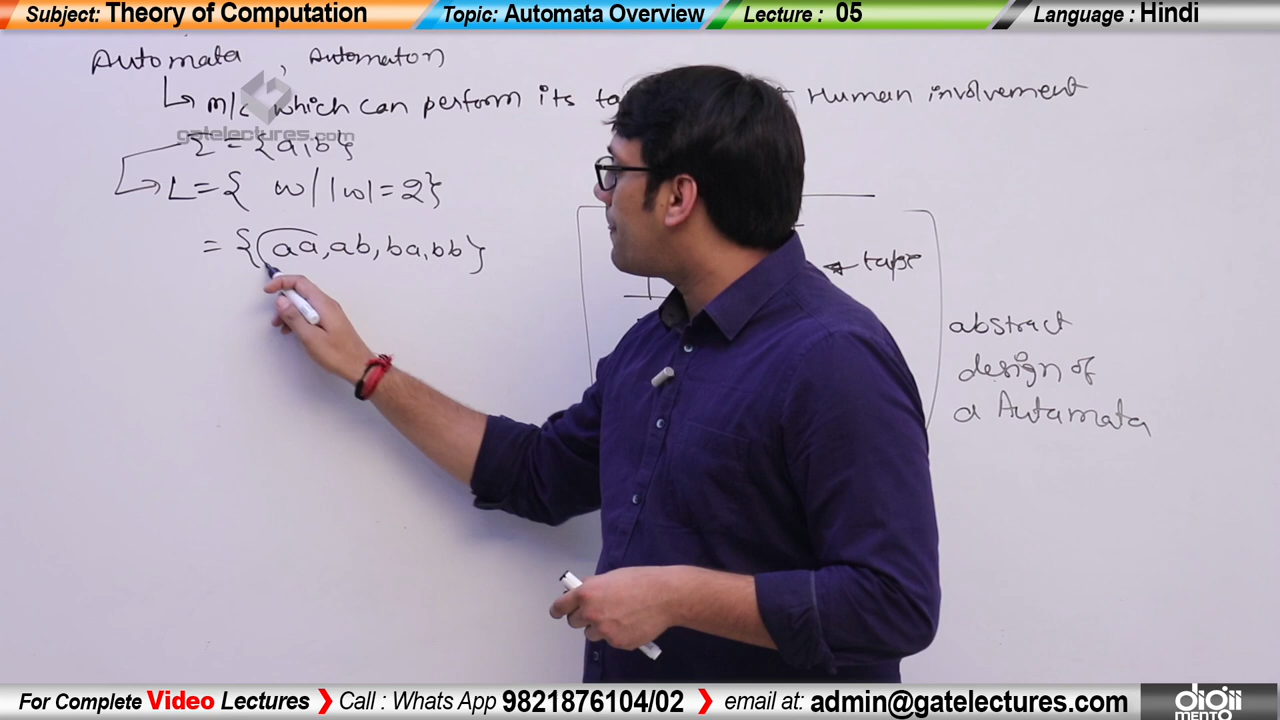 Subject: Theory of Computation
Topic: Automata Overview
Lecture : 05
Language : Hindi
Automata , Automaton
↳ m/c which can perform its Human involvement
gatelectures.com
Σ = {a,b}
L = { w / |w| = 2}
= {aa, ab, ba, bb}
← tape
abstract
design of
a Automata
For Complete Video Lectures ❯ Call : Whats App 9821876104/02 ❯ email at: admin@gatelectures.com
digii
MENTO